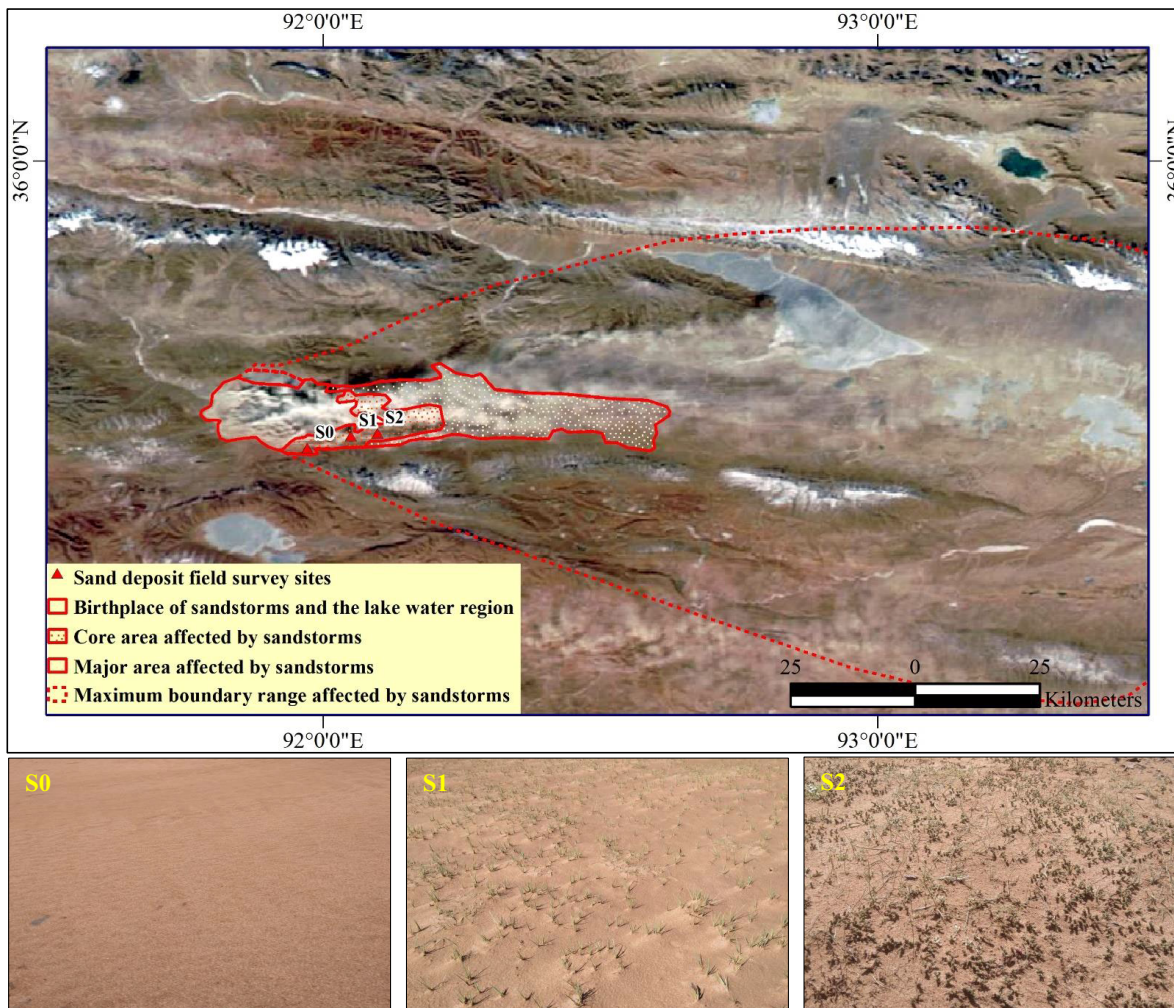 92°0'0"E
93°0'0"E
36°0'0"N
36°0'0"N
S0
S1
S2
Sand deposit field survey sites
Birthplace of sandstorms and the lake water region
Core area affected by sandstorms
Major area affected by sandstorms
Maximum boundary range affected by sandstorms
25
0
25
Kilometers
92°0'0"E
93°0'0"E
S0
S1
S2